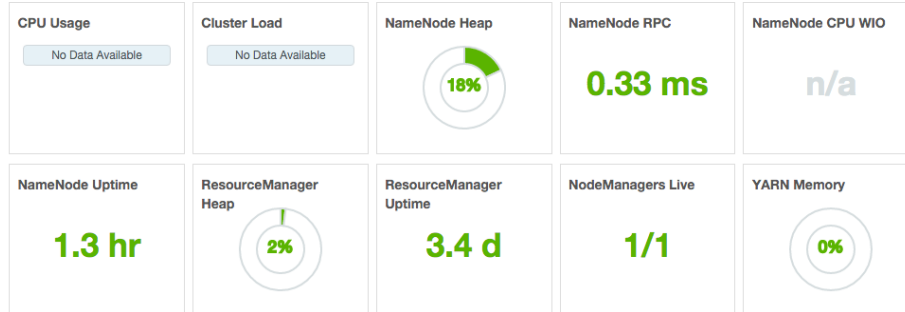 CPU Usage
Cluster Load
NameNode Heap
NameNode RPC
NameNode CPU WIO
No Data Available
No Data Available
18%
0.33 ms
n/a
NameNode Uptime
ResourceManager
Heap
ResourceManager
Uptime
NodeManagers Live
YARN Memory
1.3 hr
2%
3.4 d
1/1
0%